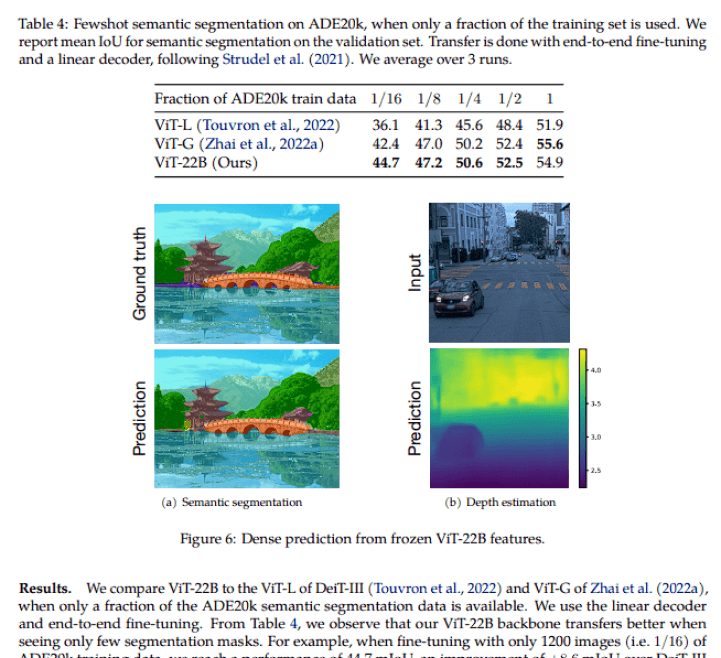 Table 4: Fewshot semantic segmentation on ADE20k, when only a fraction of the training set is used. We
report mean IoU for semantic segmentation on the validation set. Transfer is done with end-to-end fine-tuning
and a linear decoder, following Strudel et al. (2021). We average over 3 runs.
Fraction of ADE20k train data 1/16 1/8 1/4 1/2 1
ViT-L (Touvron et al., 2022) 36.1 41.3 45.6 48.4 51.9
ViT-G (Zhai et al., 2022a) 42.4 47.0 50.2 52.4 55.6
ViT-22B (Ours) 44.7 47.2 50.6 52.5 54.9
Ground truth
Prediction
(a) Semantic segmentation
Input
Prediction
4.0
3.5
3.0
2.5
(b) Depth estimation
Figure 6: Dense prediction from frozen ViT-22B features.
Results. We compare ViT-22B to the ViT-L of DeiT-III (Touvron et al., 2022) and ViT-G of Zhai et al. (2022a),
when only a fraction of the ADE20k semantic segmentation data is available. We use the linear decoder
and end-to-end fine-tuning. From Table 4, we observe that our ViT-22B backbone transfers better when
seeing only few segmentation masks. For example, when fine-tuning with only 1200 images (i.e. 1/16) of